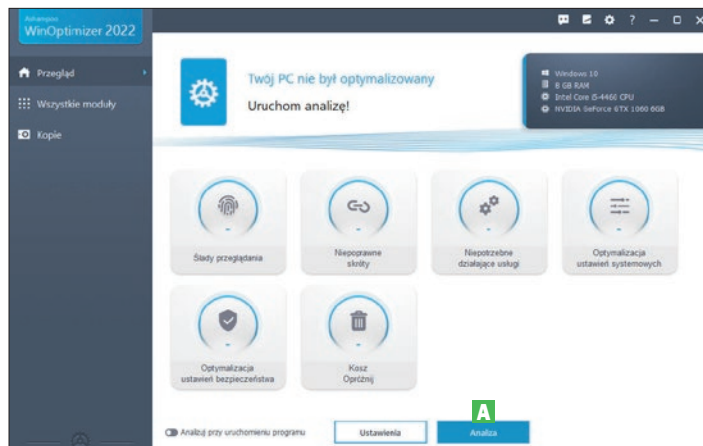 Ashampoo
WinOptimizer 2022
?
Przegląd
Wszystkie moduły
Kopie
Twój PC nie był optymalizowany
Uruchom analizę!
Windows 10
8 GB RAM
Intel Core i5-4460 CPU
NVIDIA GeForce GTX 1060 6GB
Ślady przeglądania
Niepoprawne
skróty
Niepotrzebne
działające usługi
Optymalizacja
ustawień systemowych
Optymalizacja
ustawień bezpieczeństwa
Kosz
Opróżnij
A
Analizuj przy uruchomieniu programu
Ustawienia
Analiza